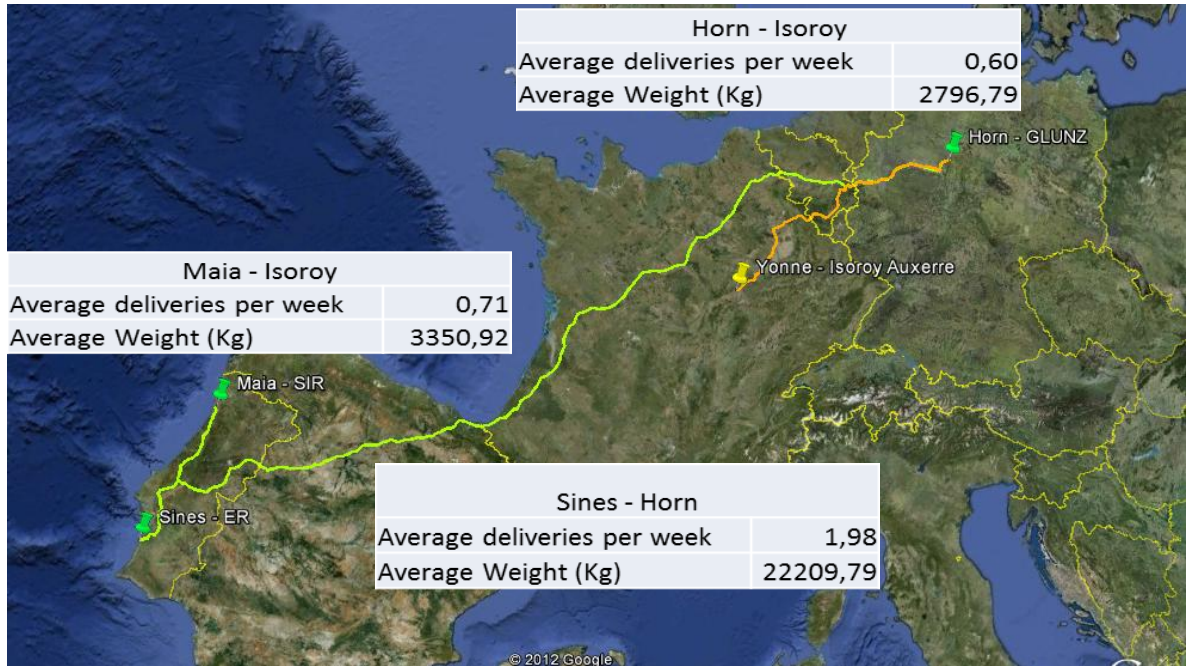 Horn - Isoroy
Average deliveries per week 0,60
Average Weight (Kg) 2796,79
Horn - GLUNZ
Yonne - Isoroy Auxerre
Maia - Isoroy
Average deliveries per week 0,71
Average Weight (Kg) 3350,92
Maia - SIR
Sines - ER
Sines - Horn
Average deliveries per week 1,98
Average Weight (Kg) 22209,79
© 2012 Google